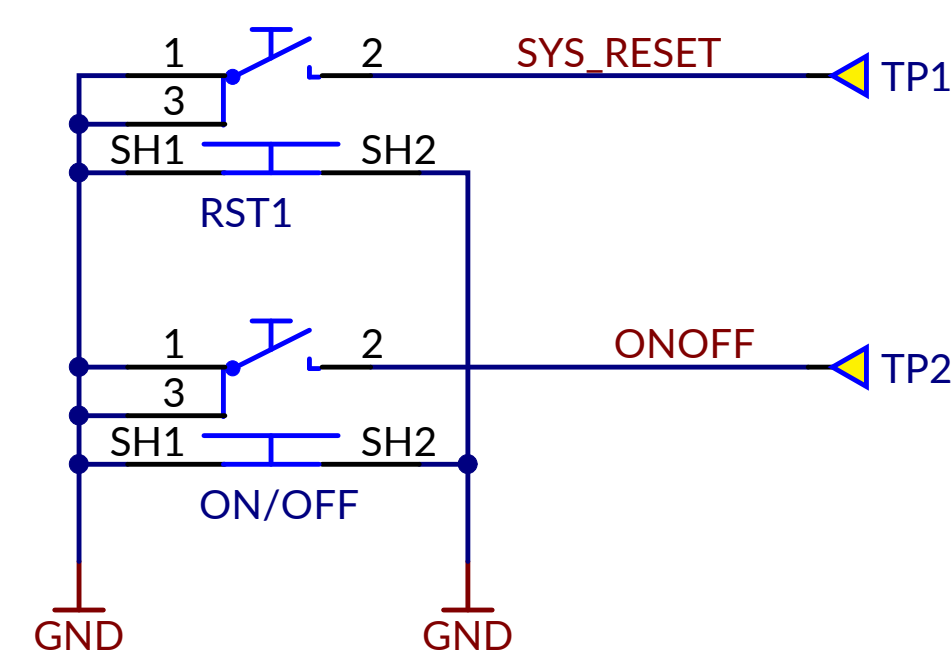 1 2 SYS_RESET TP1
3
SH1 SH2
RST1
1 2 ONOFF TP2
3
SH1 SH2
ON/OFF
GND GND